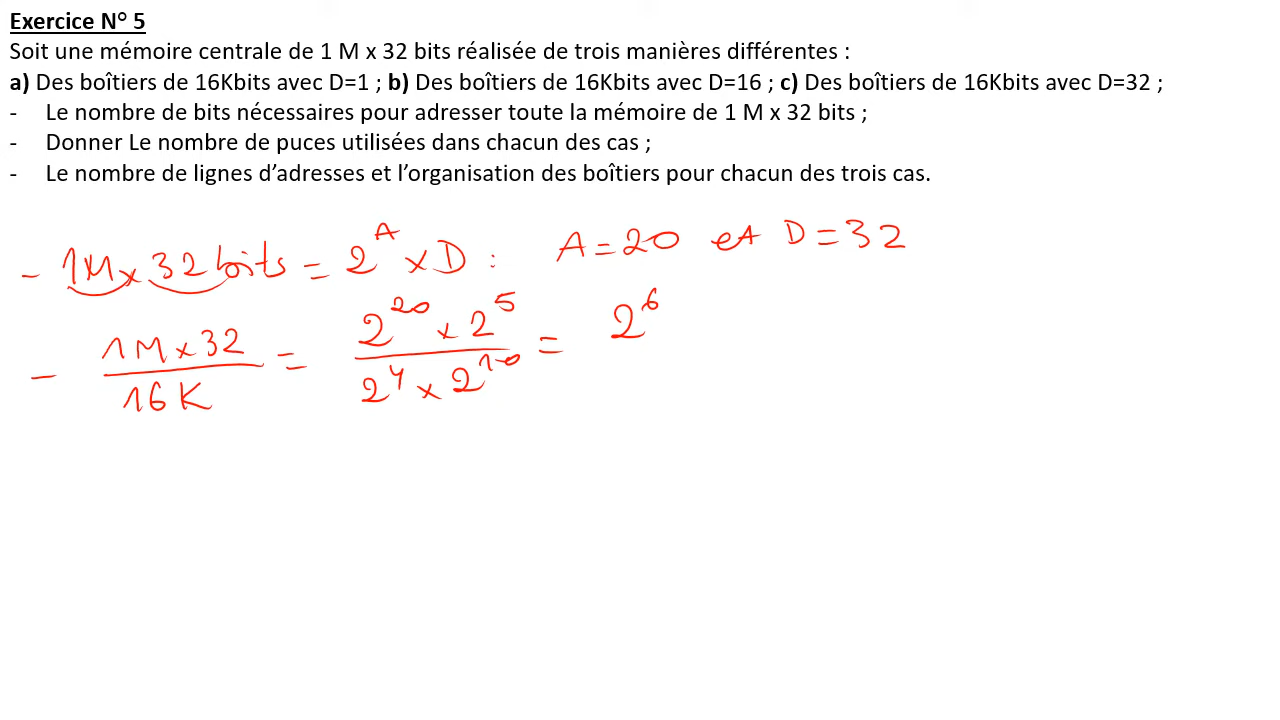 Exercice N° 5
Soit une mémoire centrale de 1 M x 32 bits réalisée de trois manières différentes :
a) Des boîtiers de 16Kbits avec D=1 ; b) Des boîtiers de 16Kbits avec D=16 ; c) Des boîtiers de 16Kbits avec D=32 ;
- Le nombre de bits nécessaires pour adresser toute la mémoire de 1 M x 32 bits ;
- Donner Le nombre de puces utilisées dans chacun des cas ;
- Le nombre de lignes d’adresses et l’organisation des boîtiers pour chacun des trois cas.
- 1M x 32 bits = 2^A x D : A = 20 et D = 32
- (1M x 32) / (16K) = (2^20 x 2^5) / (2^4 x 2^10) = 2^6